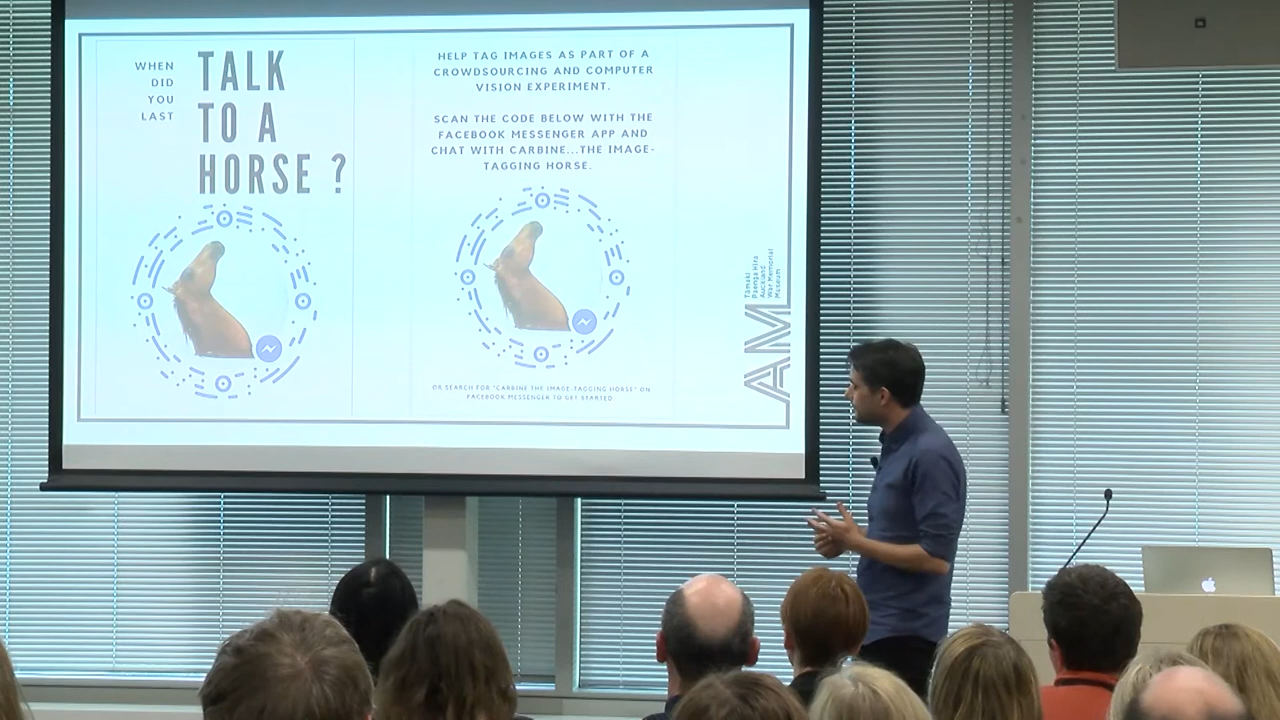 WHEN
DID
YOU
LAST
TALK
TO A
HORSE ?
HELP TAG IMAGES AS PART OF A
CROWDSOURCING AND COMPUTER
VISION EXPERIMENT.
SCAN THE CODE BELOW WITH THE
FACEBOOK MESSENGER APP AND
CHAT WITH CARBINE...THE IMAGE-
TAGGING HORSE.
OR SEARCH FOR "CARBINE THE IMAGE-TAGGING HORSE" ON
FACEBOOK MESSENGER TO GET STARTED.
AM
Tāmaki
Paenga Hira
Auckland
War Memorial
Museum